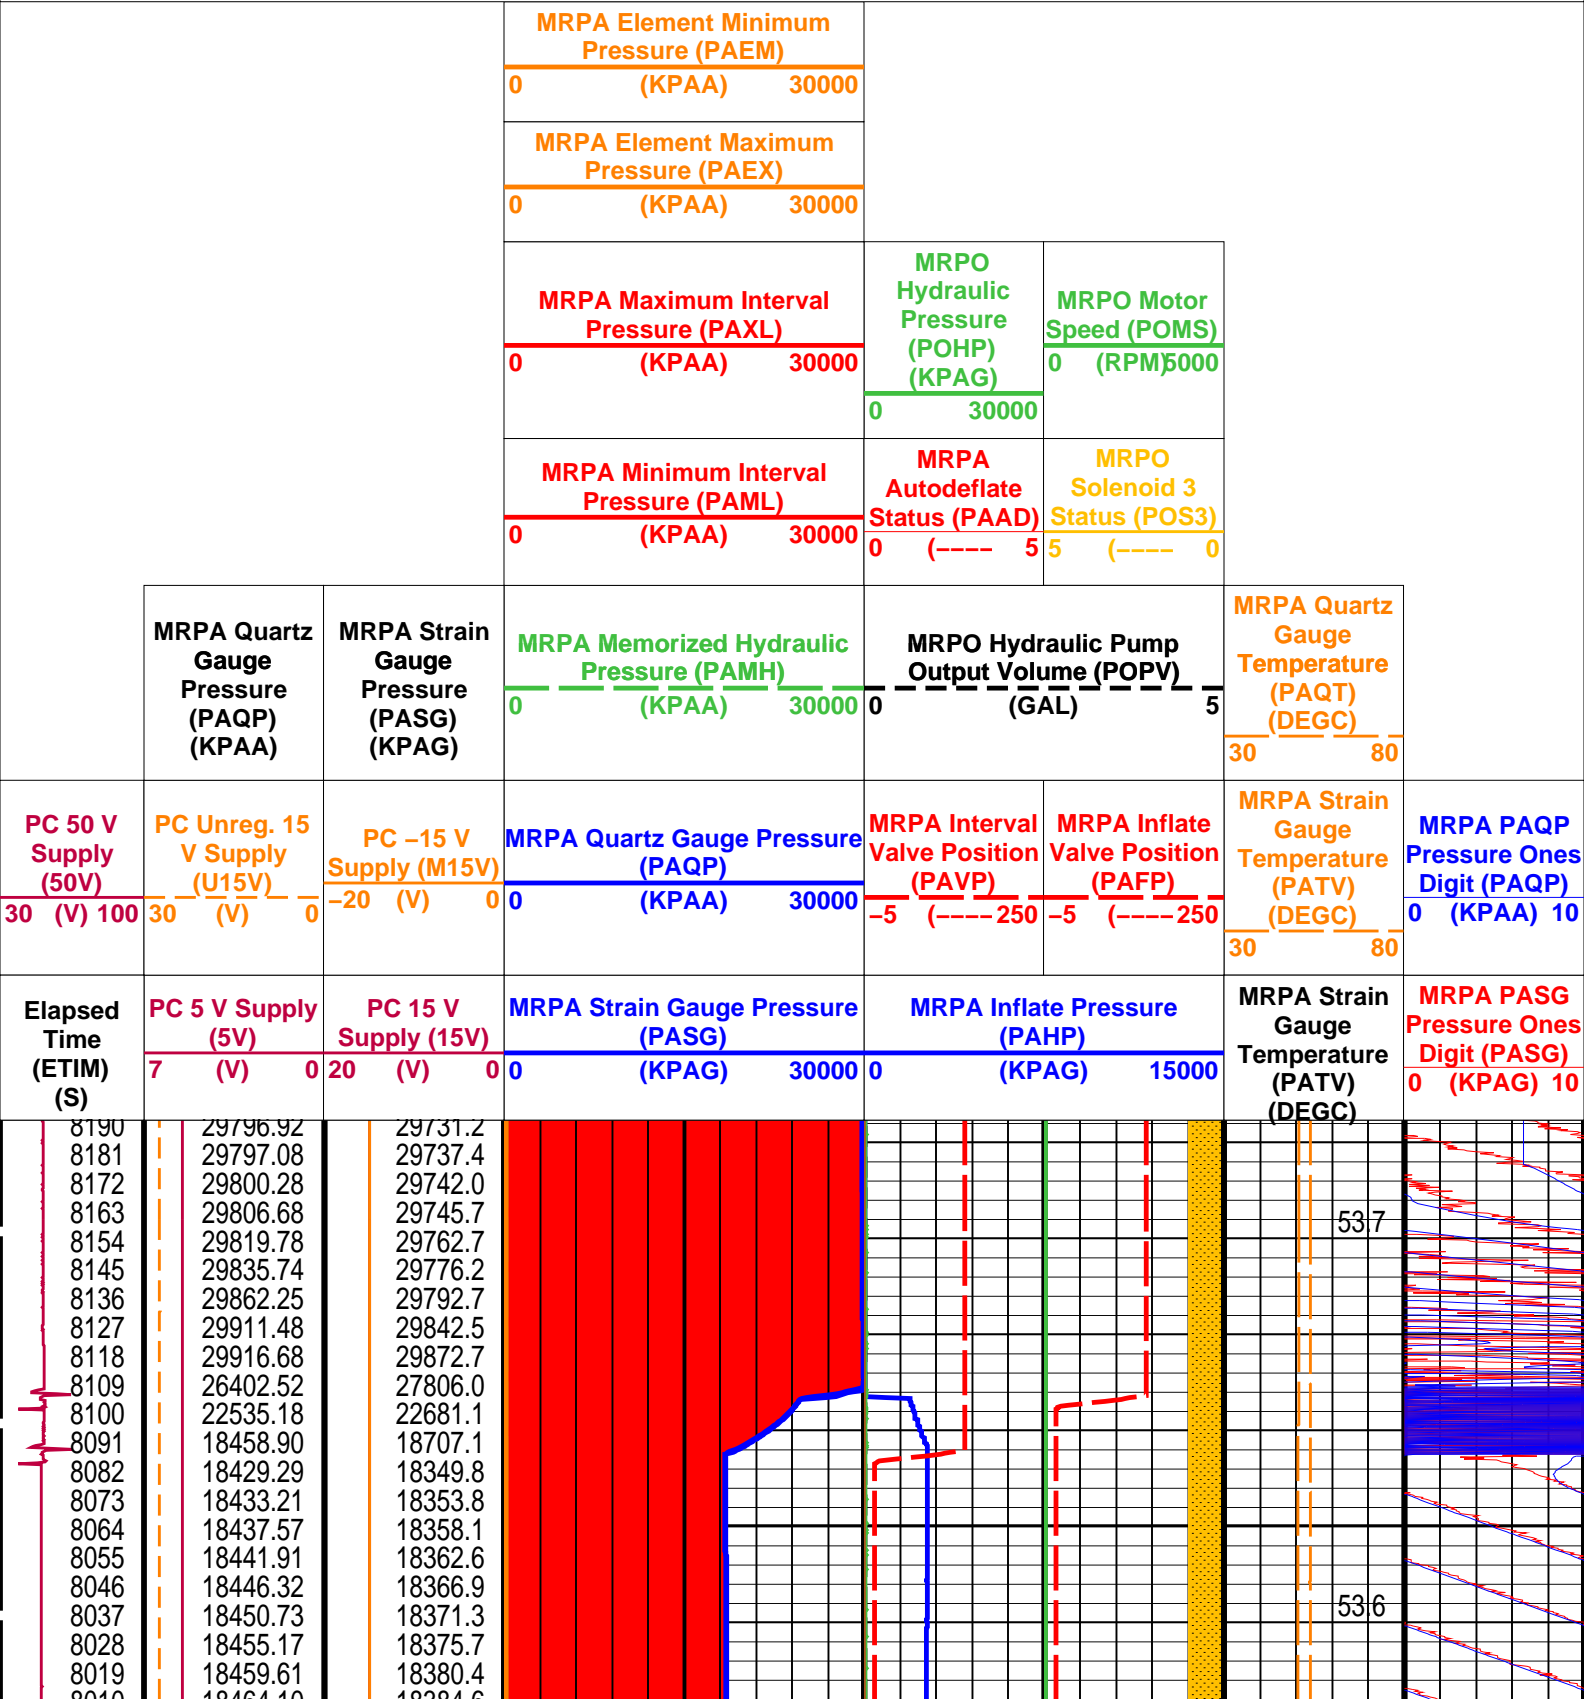 MRPA Element Minimum
Pressure (PAEM)
0 (KPAA) 30000
MRPA Element Maximum
Pressure (PAEX)
0 (KPAA) 30000
MRPA Maximum Interval
Pressure (PAXL)
0 (KPAA) 30000
MRPO
Hydraulic
Pressure
(POHP)
(KPAG)
0 30000
MRPO Motor
Speed (POMS)
0 (RPM) 5000
MRPA Minimum Interval
Pressure (PAML)
0 (KPAA) 30000
MRPA
Autodeflate
Status (PAAD)
0 (---- 5
MRPO
Solenoid 3
Status (POS3)
5 (---- 0
MRPA Quartz
Gauge
Pressure
(PAQP)
(KPAA)
MRPA Strain
Gauge
Pressure
(PASG)
(KPAG)
MRPA Memorized Hydraulic
Pressure (PAMH)
0 (KPAA) 30000
MRPO Hydraulic Pump
Output Volume (POPV)
0 (GAL) 5
MRPA Quartz
Gauge
Temperature
(PAQT)
(DEGC)
30 80
PC 50 V
Supply
(50V)
30 (V) 100
PC Unreg. 15
V Supply
(U15V)
30 (V) 0
PC −15 V
Supply (M15V)
−20 (V) 0
MRPA Quartz Gauge Pressure
(PAQP)
0 (KPAA) 30000
MRPA Interval
Valve Position
(PAVP)
−5 (---- 250
MRPA Inflate
Valve Position
(PAFP)
−5 (---- 250
MRPA Strain
Gauge
Temperature
(PATV)
(DEGC)
30 80
MRPA PAQP
Pressure Ones
Digit (PAQP)
0 (KPAA) 10
Elapsed
Time
(ETIM)
(S)
PC 5 V Supply
(5V)
7 (V) 0
PC 15 V
Supply (15V)
20 (V) 0
MRPA Strain Gauge Pressure
(PASG)
0 (KPAG) 30000
MRPA Inflate Pressure
(PAHP)
0 (KPAG) 15000
MRPA Strain
Gauge
Temperature
(PATV)
(DEGC)
MRPA PASG
Pressure Ones
Digit (PASG)
0 (KPAG) 10
8190 29796.92 29731.2
8181 29797.08 29737.4
8172 29800.28 29742.0
8163 29806.68 29745.7 53.7
8154 29819.78 29762.7
8145 29835.74 29776.2
8136 29862.25 29792.7
8127 29911.48 29842.5
8118 29916.68 29872.7
8109 26402.52 27806.0
8100 22535.18 22681.1
8091 18458.90 18707.1
8082 18429.29 18349.8
8073 18433.21 18353.8
8064 18437.57 18358.1
8055 18441.91 18362.6
8046 18446.32 18366.9
8037 18450.73 18371.3 53.6
8028 18455.17 18375.7
8019 18459.61 18380.4
8010 18464.10 18384.6